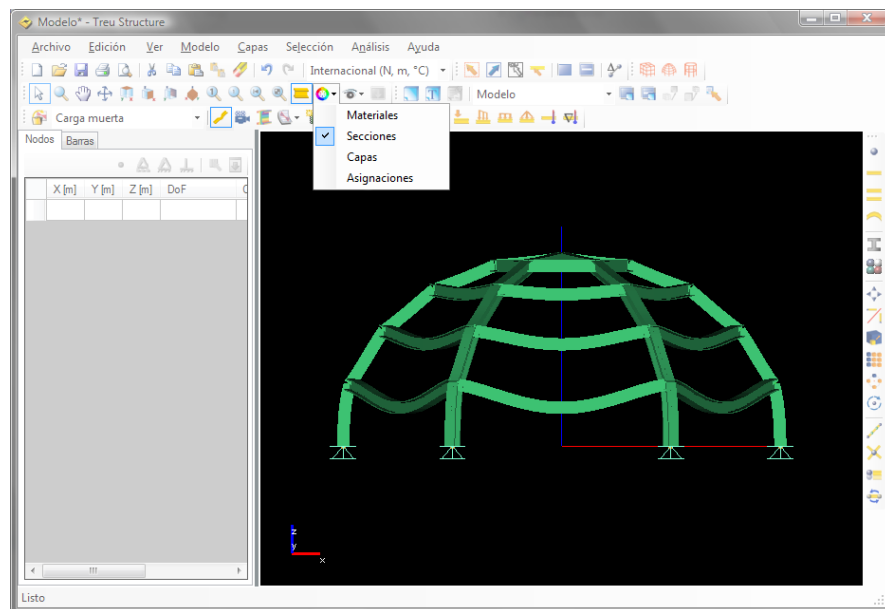 Modelo* - Treu Structure
Archivo Edición Ver Modelo Capas Selección Análisis Ayuda
Internacional (N, m, °C)
Modelo
Carga muerta
Materiales
Secciones
Capas
Asignaciones
Nodos Barras
X [m] Y [m] Z [m] DoF
z
y
x
Listo